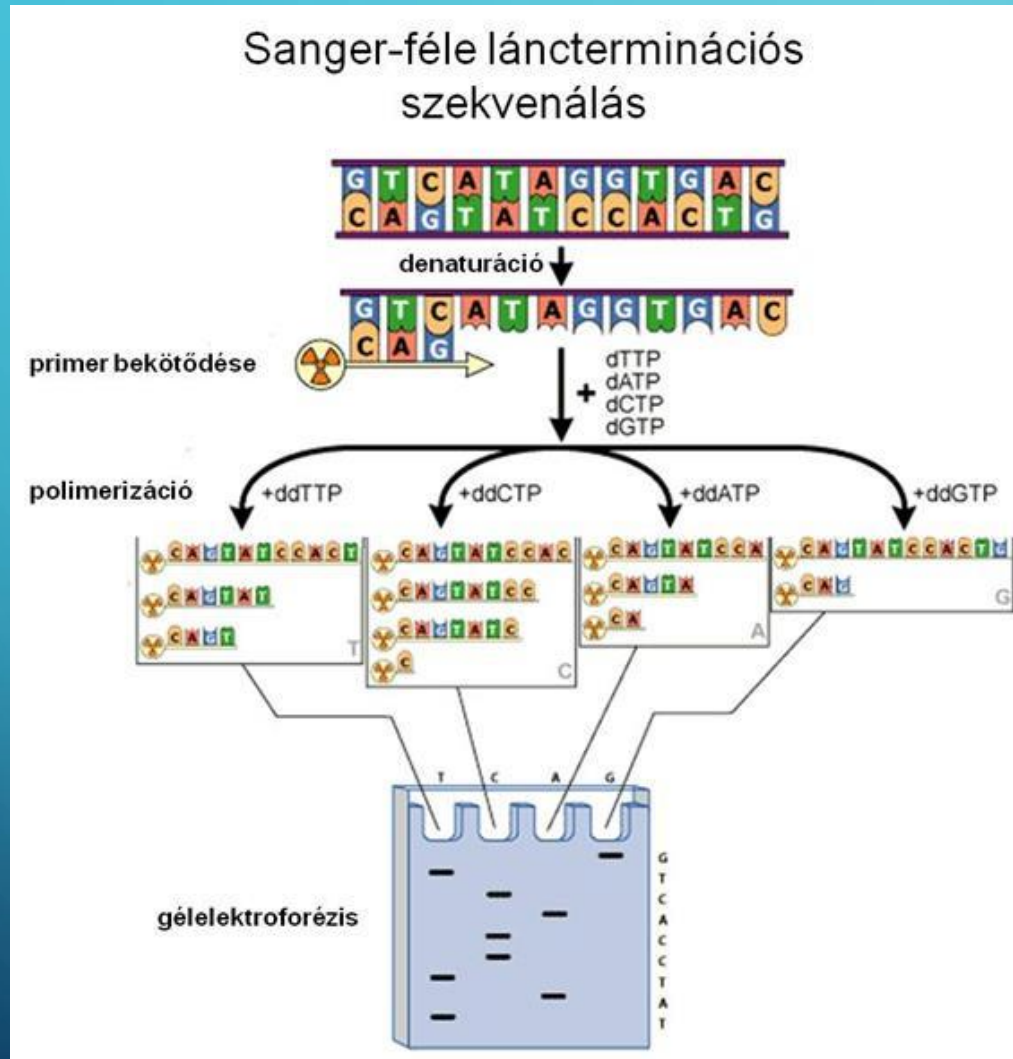 Sanger-féle láncterminációs
szekvenálás
G T C A T A G G T G A C
C A G T A T C C A C T G
denaturáció
G T C A T A G G T G A C
C A G
primer bekötődése
+
dTTP
dATP
dCTP
dGTP
polimerizáció
+ddTTP
+ddCTP
+ddATP
+ddGTP
C A G T A T C C A C T
C A G T A T
C A G T
T
C A G T A T C C A C
C A G T A T C C
C A G T A T C
C
C
C A G T A T C C A
C A G T A
C A
A
C A G T A T C C A C T G
C A G
G
T C A G
gélelektroforézis
G
T
C
A
C
C
T
A
T